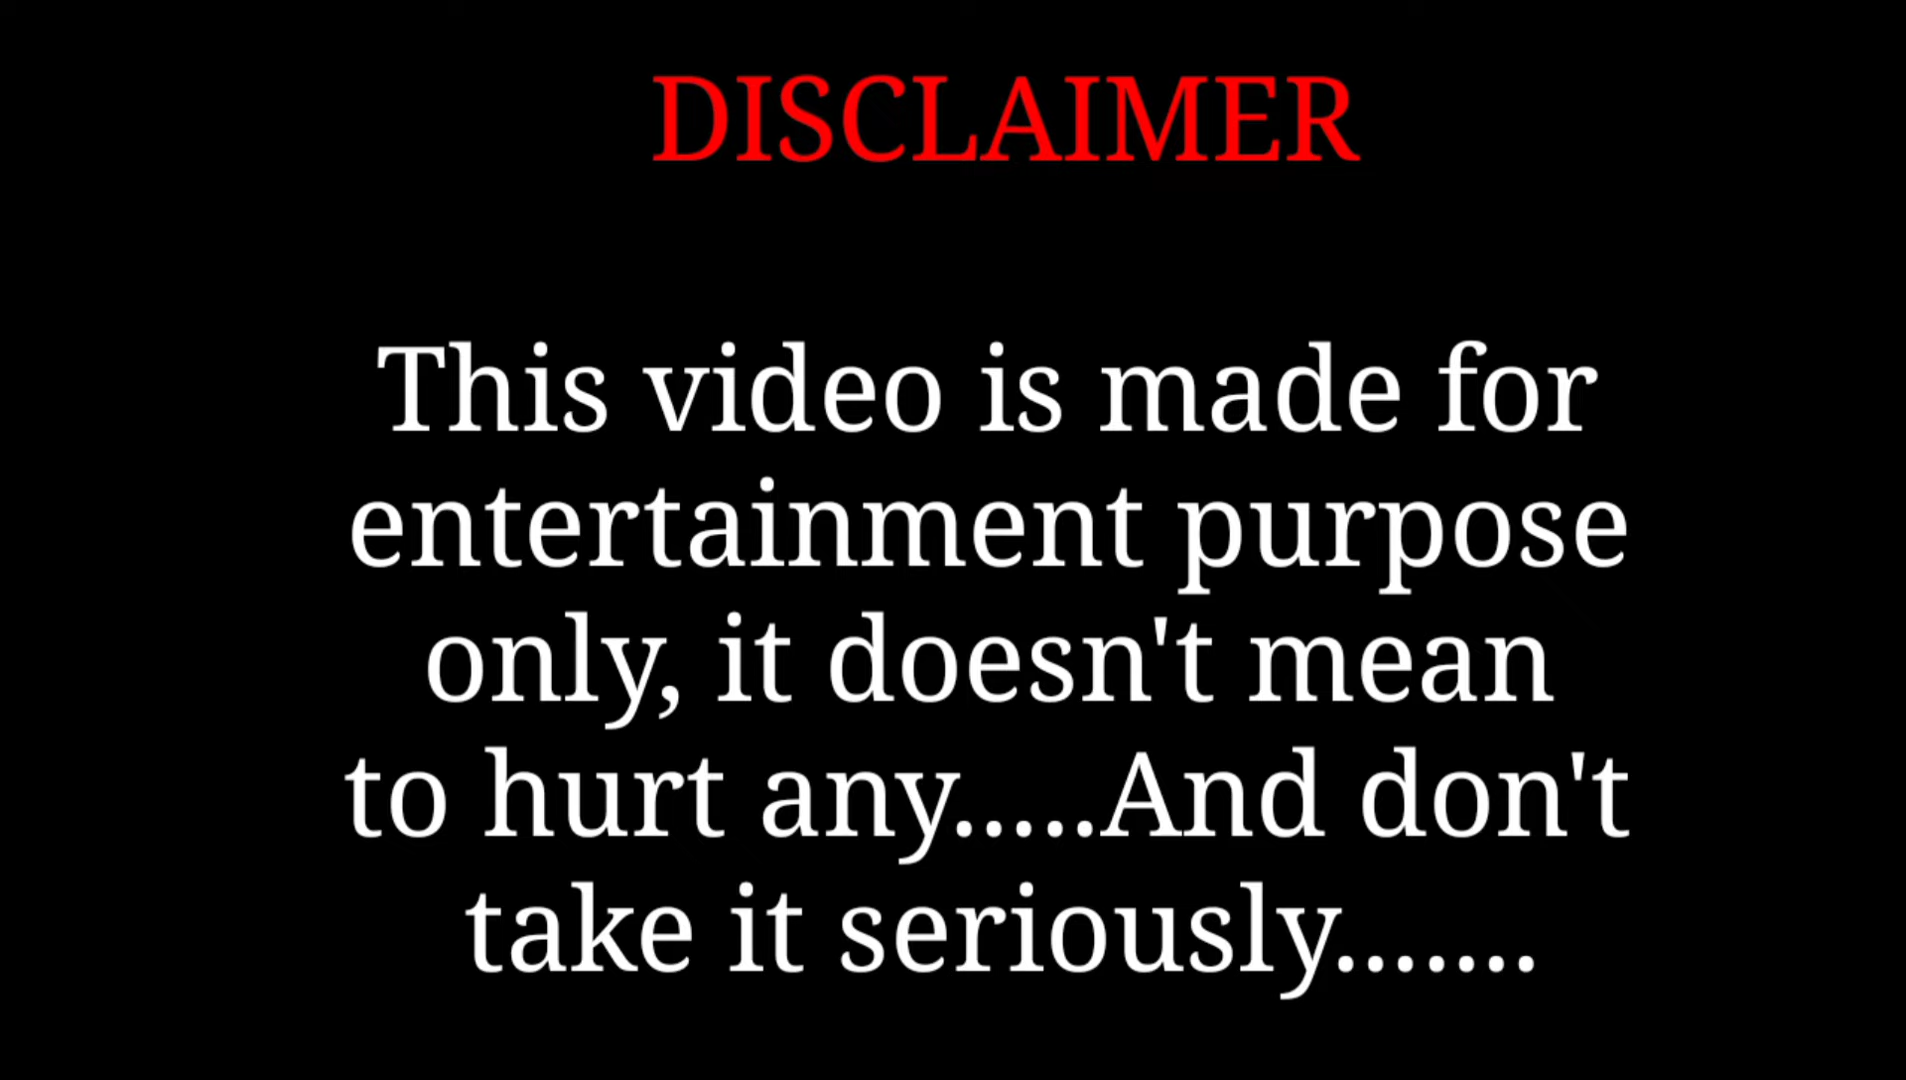 DISCLAIMER
This video is made for
entertainment purpose
only, it doesn't mean
to hurt any.....And don't
take it seriously.......